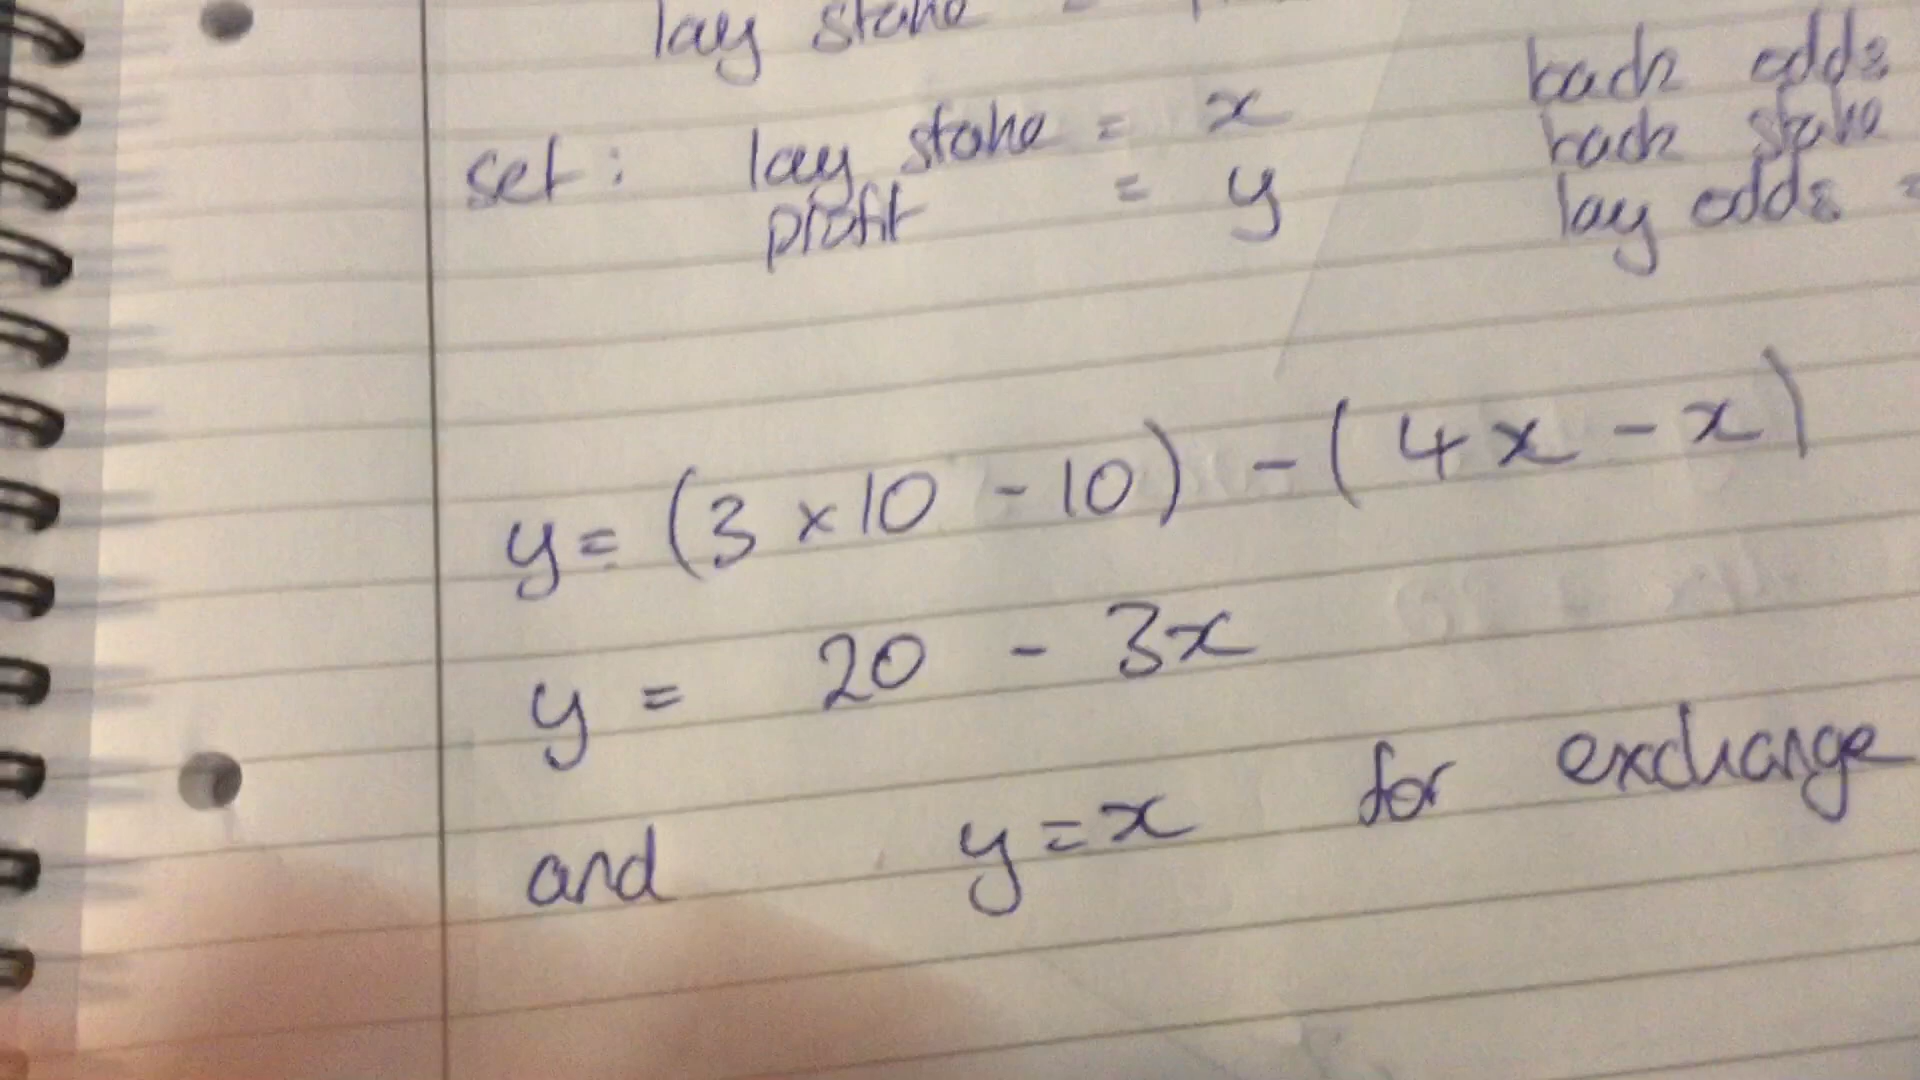 lay stake =
set: lay stake = x
profit = y
back odds
back stake
lay odds =
y = (3 x 10 - 10) - (4x - x)
y = 20 - 3x
and y = x for exchange